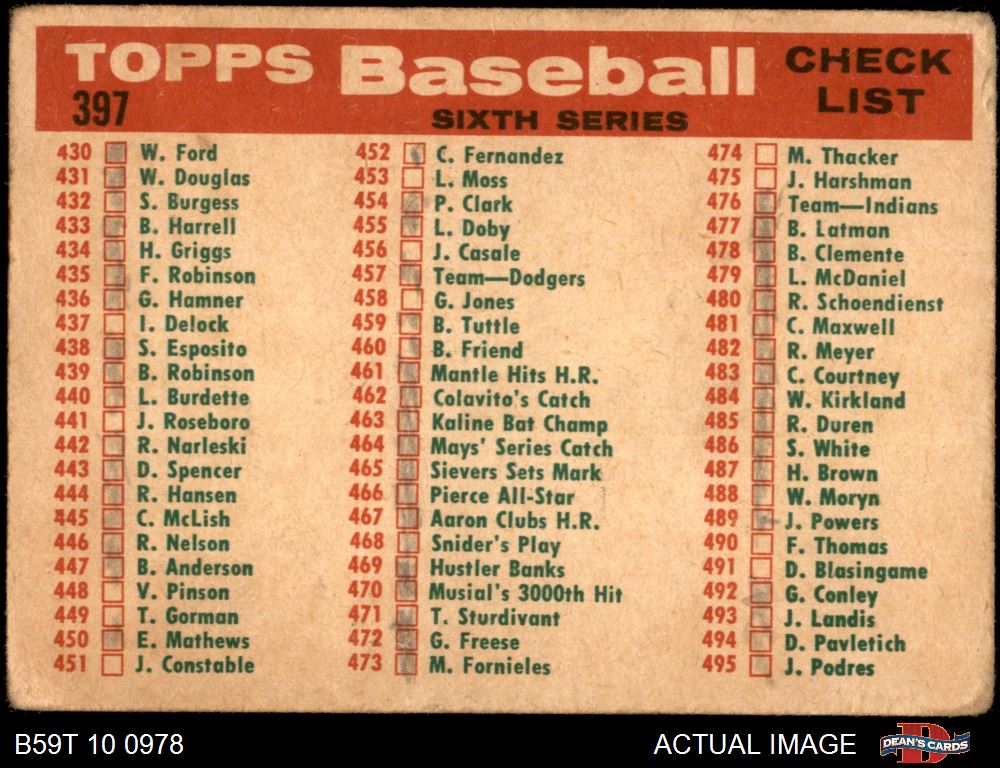 TOPPS Baseball CHECK LIST
397 SIXTH SERIES
430 W. Ford
431 W. Douglas
432 S. Burgess
433 B. Harrell
434 H. Griggs
435 F. Robinson
436 G. Hamner
437 I. Delock
438 S. Esposito
439 B. Robinson
440 L. Burdette
441 J. Roseboro
442 R. Narleski
443 D. Spencer
444 R. Hansen
445 C. McLish
446 R. Nelson
447 B. Anderson
448 V. Pinson
449 T. Gorman
450 E. Mathews
451 J. Constable
452 C. Fernandez
453 L. Moss
454 P. Clark
455 L. Doby
456 J. Casale
457 Team—Dodgers
458 G. Jones
459 B. Tuttle
460 B. Friend
461 Mantle Hits H.R.
462 Colavito's Catch
463 Kaline Bat Champ
464 Mays' Series Catch
465 Sievers Sets Mark
466 Pierce All-Star
467 Aaron Clubs H.R.
468 Snider's Play
469 Hustler Banks
470 Musial's 3000th Hit
471 T. Sturdivant
472 G. Freese
473 M. Fornieles
474 M. Thacker
475 J. Harshman
476 Team—Indians
477 B. Latman
478 B. Clemente
479 L. McDaniel
480 R. Schoendienst
481 C. Maxwell
482 R. Meyer
483 C. Courtney
484 W. Kirkland
485 R. Duren
486 S. White
487 H. Brown
488 W. Moryn
489 J. Powers
490 F. Thomas
491 D. Blasingame
492 G. Conley
493 J. Landis
494 D. Pavletich
495 J. Podres
B59T 10 0978
ACTUAL IMAGE
DEAN'S CARDS